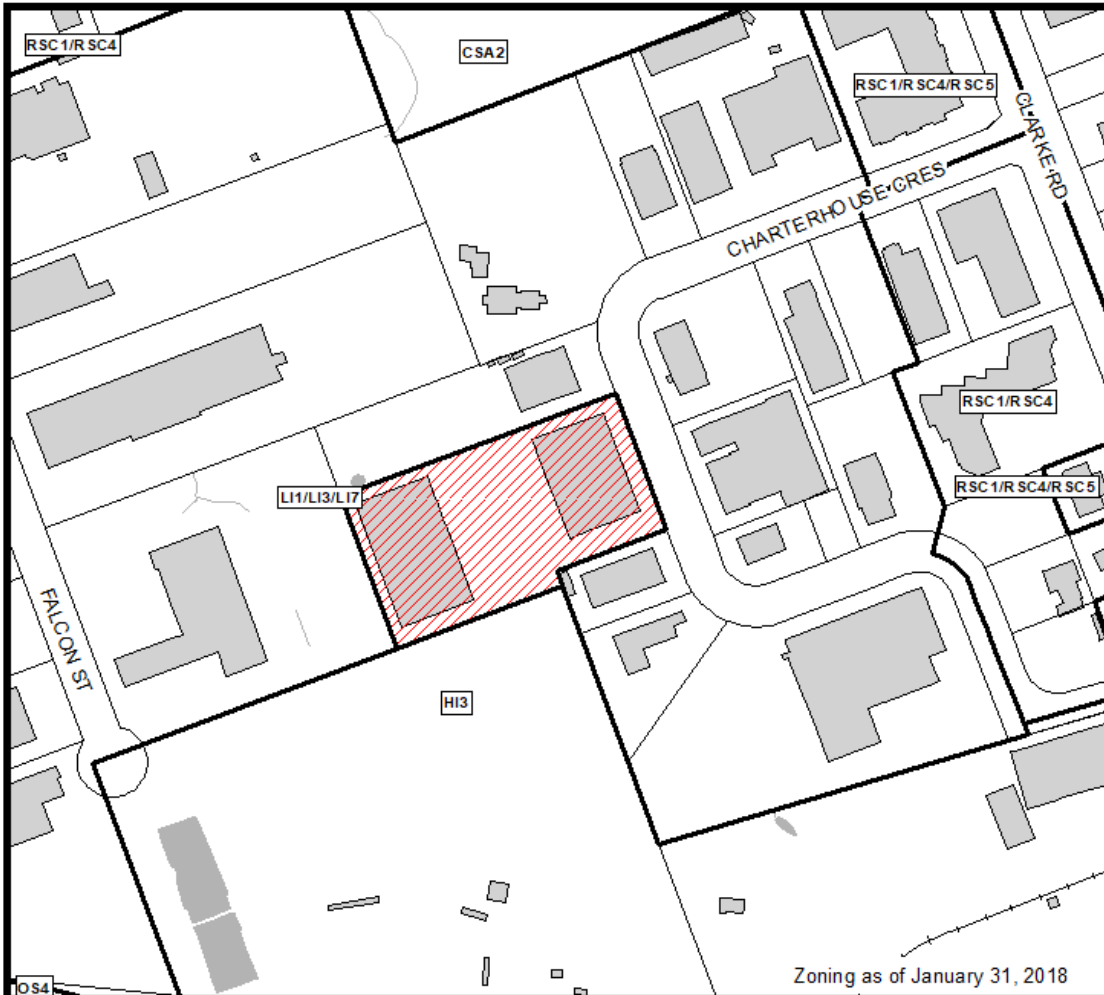 RSC1/RSC4
CSA2
RSC1/RSC4/RSC5
CLARKE RD
CHARTERHOUSE CRES
RSC1/RSC4
RSC1/RSC4/RSC5
LI1/LI3/LI7
FALCON ST
HI3
OS4
Zoning as of January 31, 2018